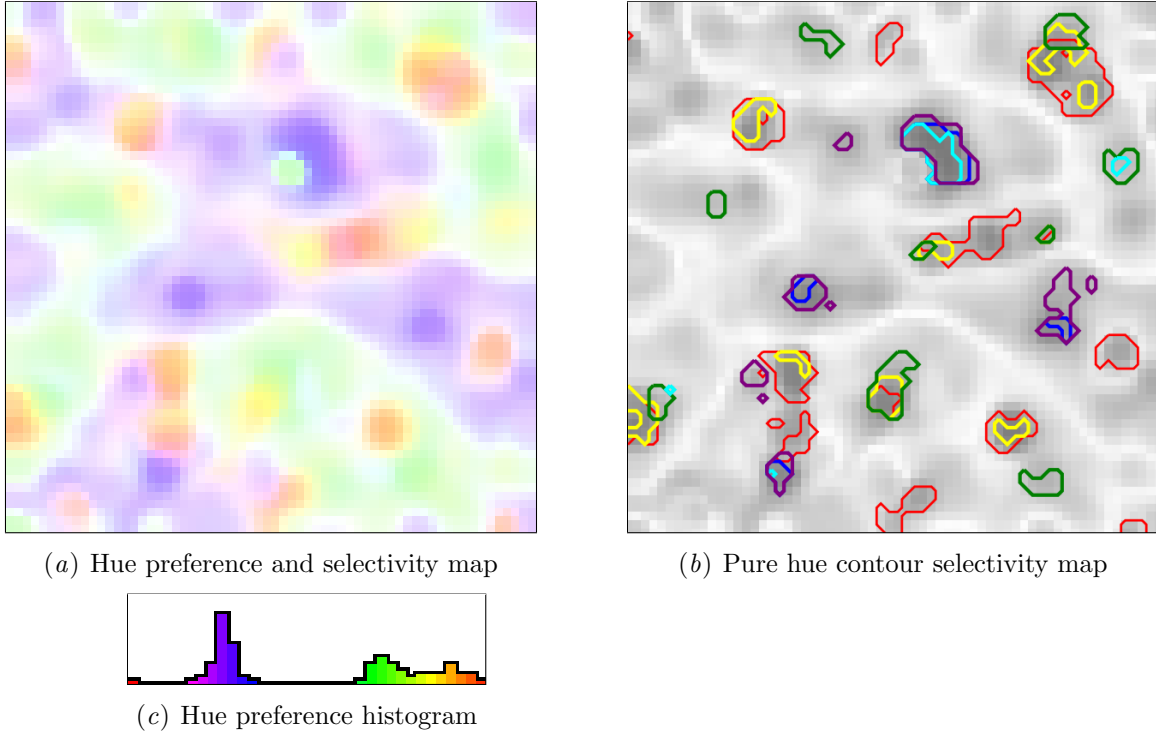 (a) Hue preference and selectivity map
(b) Pure hue contour selectivity map
(c) Hue preference histogram